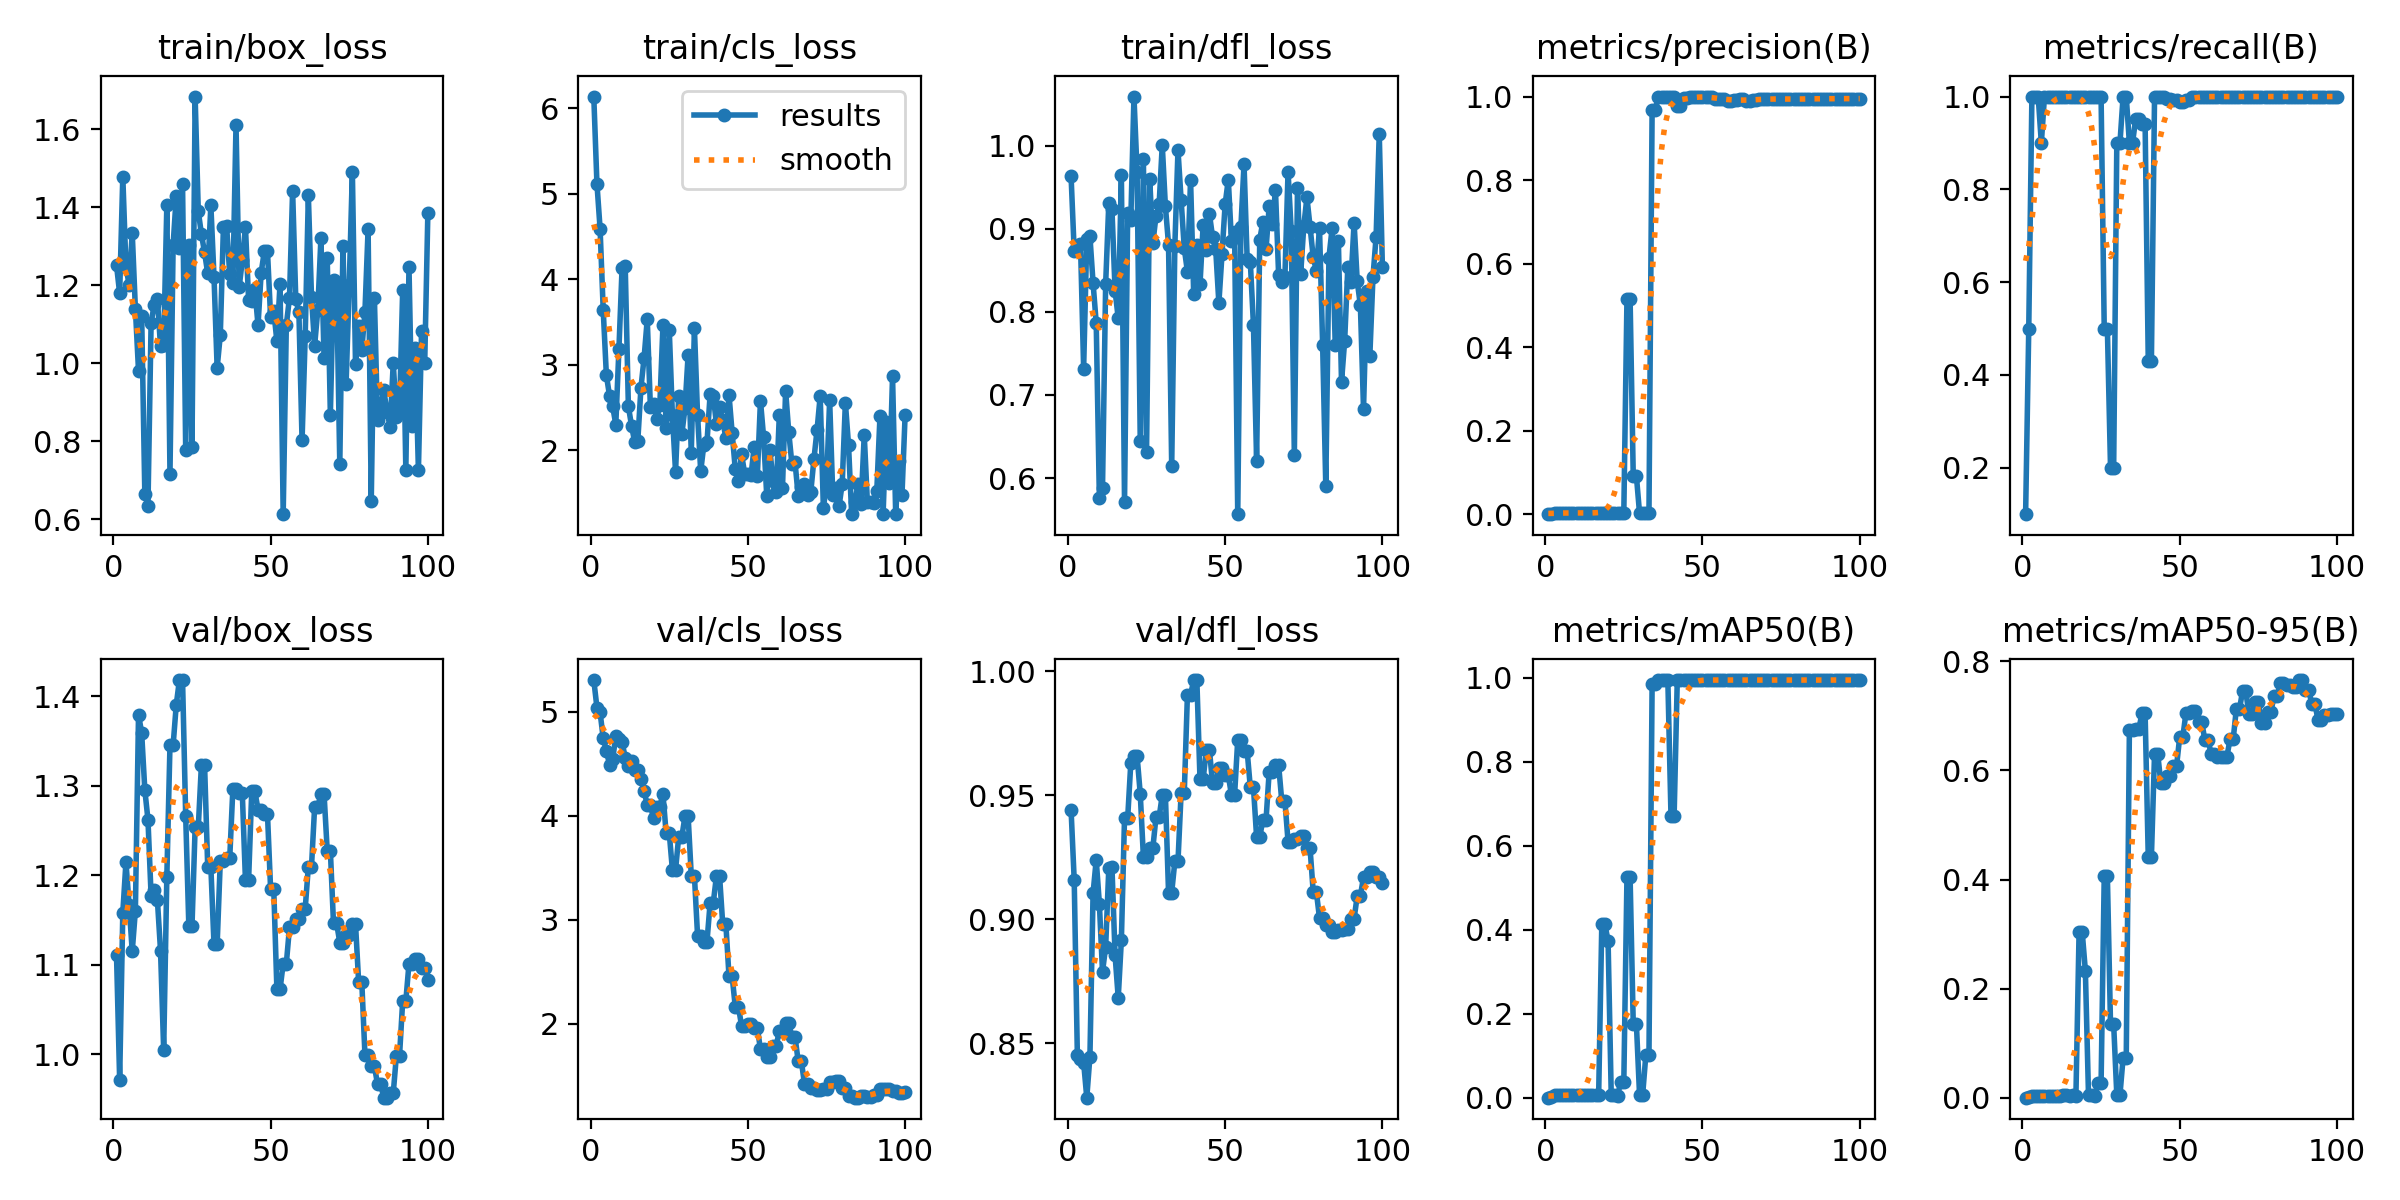 train/box_loss
1.6
1.4
1.2
1.0
0.8
0.6
0 50 100
train/cls_loss
results
smooth
6
5
4
3
2
0 50 100
train/dfl_loss
1.0
0.9
0.8
0.7
0.6
0 50 100
metrics/precision(B)
1.0
0.8
0.6
0.4
0.2
0.0
0 50 100
metrics/recall(B)
1.0
0.8
0.6
0.4
0.2
0 50 100
val/box_loss
1.4
1.3
1.2
1.1
1.0
0 50 100
val/cls_loss
5
4
3
2
0 50 100
val/dfl_loss
1.00
0.95
0.90
0.85
0 50 100
metrics/mAP50(B)
1.0
0.8
0.6
0.4
0.2
0.0
0 50 100
metrics/mAP50-95(B)
0.8
0.6
0.4
0.2
0.0
0 50 100